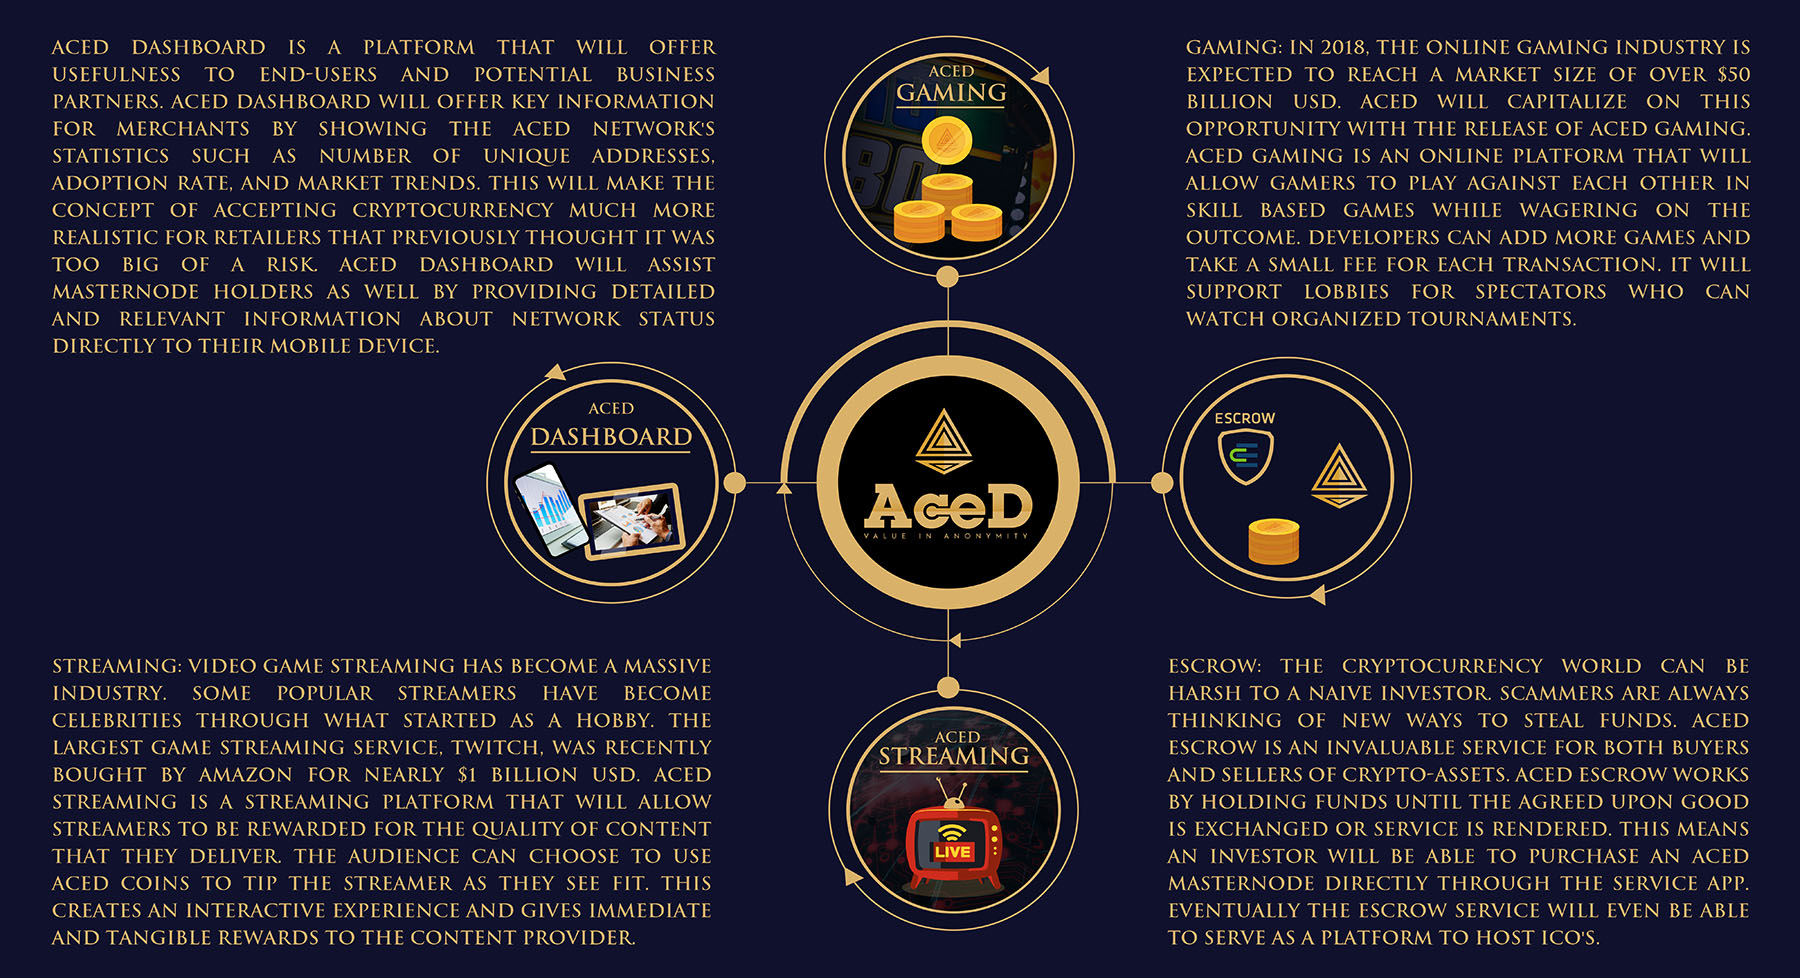 ACED DASHBOARD IS A PLATFORM THAT WILL OFFER
USEFULNESS TO END-USERS AND POTENTIAL BUSINESS
PARTNERS. ACED DASHBOARD WILL OFFER KEY INFORMATION
FOR MERCHANTS BY SHOWING THE ACED NETWORK'S
STATISTICS SUCH AS NUMBER OF UNIQUE ADDRESSES,
ADOPTION RATE, AND MARKET TRENDS. THIS WILL MAKE THE
CONCEPT OF ACCEPTING CRYPTOCURRENCY MUCH MORE
REALISTIC FOR RETAILERS THAT PREVIOUSLY THOUGHT IT WAS
TOO BIG OF A RISK. ACED DASHBOARD WILL ASSIST
MASTERNODE HOLDERS AS WELL BY PROVIDING DETAILED
AND RELEVANT INFORMATION ABOUT NETWORK STATUS
DIRECTLY TO THEIR MOBILE DEVICE.
ACED
GAMING
GAMING: IN 2018, THE ONLINE GAMING INDUSTRY IS
EXPECTED TO REACH A MARKET SIZE OF OVER $50
BILLION USD. ACED WILL CAPITALIZE ON THIS
OPPORTUNITY WITH THE RELEASE OF ACED GAMING.
ACED GAMING IS AN ONLINE PLATFORM THAT WILL
ALLOW GAMERS TO PLAY AGAINST EACH OTHER IN
SKILL BASED GAMES WHILE WAGERING ON THE
OUTCOME. DEVELOPERS CAN ADD MORE GAMES AND
TAKE A SMALL FEE FOR EACH TRANSACTION. IT WILL
SUPPORT LOBBIES FOR SPECTATORS WHO CAN
WATCH ORGANIZED TOURNAMENTS.
ACED
DASHBOARD
AceD
VALUE IN ANONYMITY
ESCROW
STREAMING: VIDEO GAME STREAMING HAS BECOME A MASSIVE
INDUSTRY. SOME POPULAR STREAMERS HAVE BECOME
CELEBRITIES THROUGH WHAT STARTED AS A HOBBY. THE
LARGEST GAME STREAMING SERVICE, TWITCH, WAS RECENTLY
BOUGHT BY AMAZON FOR NEARLY $1 BILLION USD. ACED
STREAMING IS A STREAMING PLATFORM THAT WILL ALLOW
STREAMERS TO BE REWARDED FOR THE QUALITY OF CONTENT
THAT THEY DELIVER. THE AUDIENCE CAN CHOOSE TO USE
ACED COINS TO TIP THE STREAMER AS THEY SEE FIT. THIS
CREATES AN INTERACTIVE EXPERIENCE AND GIVES IMMEDIATE
AND TANGIBLE REWARDS TO THE CONTENT PROVIDER.
ACED
STREAMING
LIVE
ESCROW: THE CRYPTOCURRENCY WORLD CAN BE
HARSH TO A NAIVE INVESTOR. SCAMMERS ARE ALWAYS
THINKING OF NEW WAYS TO STEAL FUNDS. ACED
ESCROW IS AN INVALUABLE SERVICE FOR BOTH BUYERS
AND SELLERS OF CRYPTO-ASSETS. ACED ESCROW WORKS
BY HOLDING FUNDS UNTIL THE AGREED UPON GOOD
IS EXCHANGED OR SERVICE IS RENDERED. THIS MEANS
AN INVESTOR WILL BE ABLE TO PURCHASE AN ACED
MASTERNODE DIRECTLY THROUGH THE SERVICE APP.
EVENTUALLY THE ESCROW SERVICE WILL EVEN BE ABLE
TO SERVE AS A PLATFORM TO HOST ICO'S.